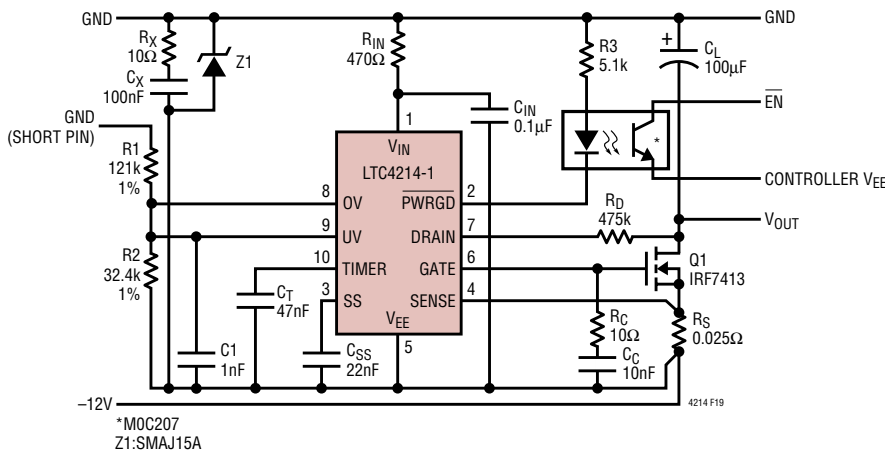 GND
GND
RX
10Ω
Z1
RIN
470Ω
R3
5.1k
+
CL
100µF
CX
100nF
CIN
0.1µF
EN
GND
(SHORT PIN)
1
VIN
*
R1
121k
1%
LTC4214-1
CONTROLLER VEE
8
OV
PWRGD
2
RD
475k
VOUT
9
UV
DRAIN
7
R2
32.4k
1%
10
TIMER
GATE
6
Q1
IRF7413
CT
47nF
3
SS
SENSE
4
VEE
5
RC
10Ω
RS
0.025Ω
C1
1nF
CSS
22nF
CC
10nF
–12V
4214 F19
*M0C207
Z1:SMAJ15A